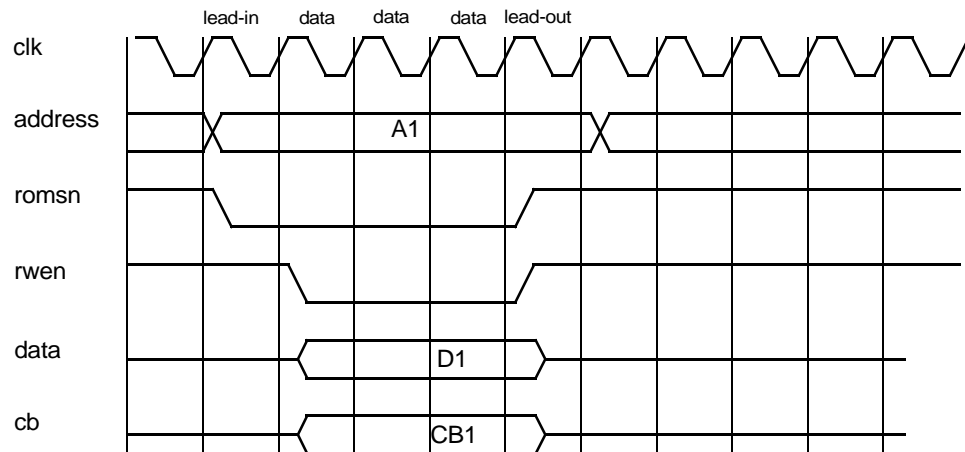 lead-in data data data lead-out
clk
address A1
romsn
rwen
data D1
cb CB1